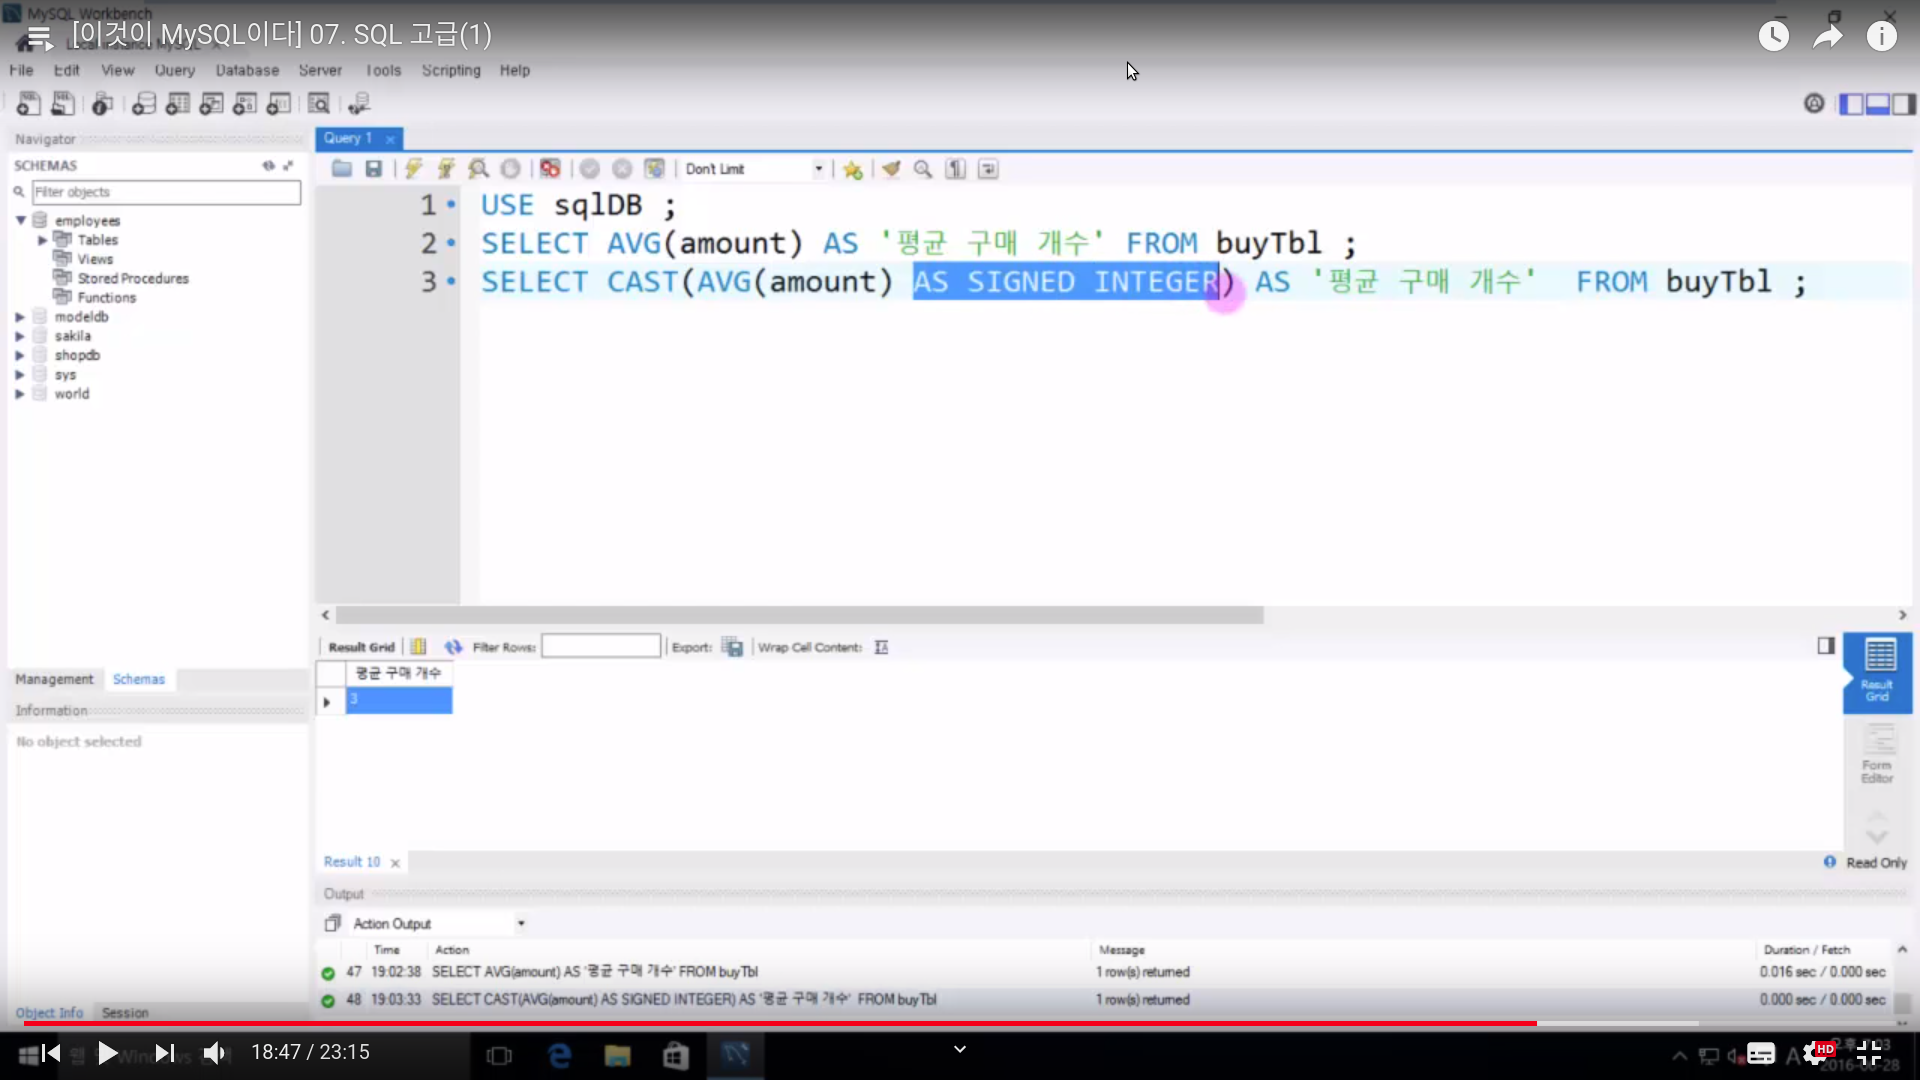 MySQL Workbench
[이것이 MySQL이다] 07. SQL 고급(1)
File Edit View Query Database Server Tools Scripting Help
Navigator
SCHEMAS
Filter objects
employees
Tables
Views
Stored Procedures
Functions
modeldb
sakila
shopdb
sys
world
Management Schemas
Information
No object selected
Object Info Session
Query 1
Don't Limit
1 USE sqlDB ;
2 SELECT AVG(amount) AS '평균 구매 개수' FROM buyTbl ;
3 SELECT CAST(AVG(amount) AS SIGNED INTEGER) AS '평균 구매 개수' FROM buyTbl ;
Result Grid Filter Rows: Export: Wrap Cell Content:
평균 구매 개수
3
Result Grid
Form Editor
Result 10
Read Only
Output
Action Output
Time Action Message Duration / Fetch
47 19:02:38 SELECT AVG(amount) AS '평균 구매 개수' FROM buyTbl 1 row(s) returned 0.016 sec / 0.000 sec
48 19:03:33 SELECT CAST(AVG(amount) AS SIGNED INTEGER) AS '평균 구매 개수' FROM buyTbl 1 row(s) returned 0.000 sec / 0.000 sec
18:47 / 23:15
HD